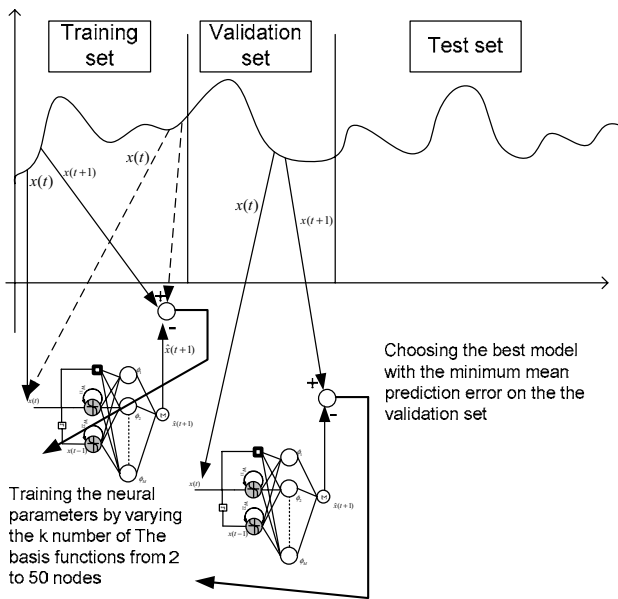 Training
set
Validation
set
Test set
x(t)
x(t+1)
x(t)
x(t)
x(t+1)
+
-
x̂(t+1)
x(t)
x(t-1)
x̂(t+1)
Choosing the best model
with the minimum mean
prediction error on the the
validation set
+
-
x(t)
x(t-1)
x̂(t+1)
Training the neural
parameters by varying
the k number of The
basis functions from 2
to 50 nodes